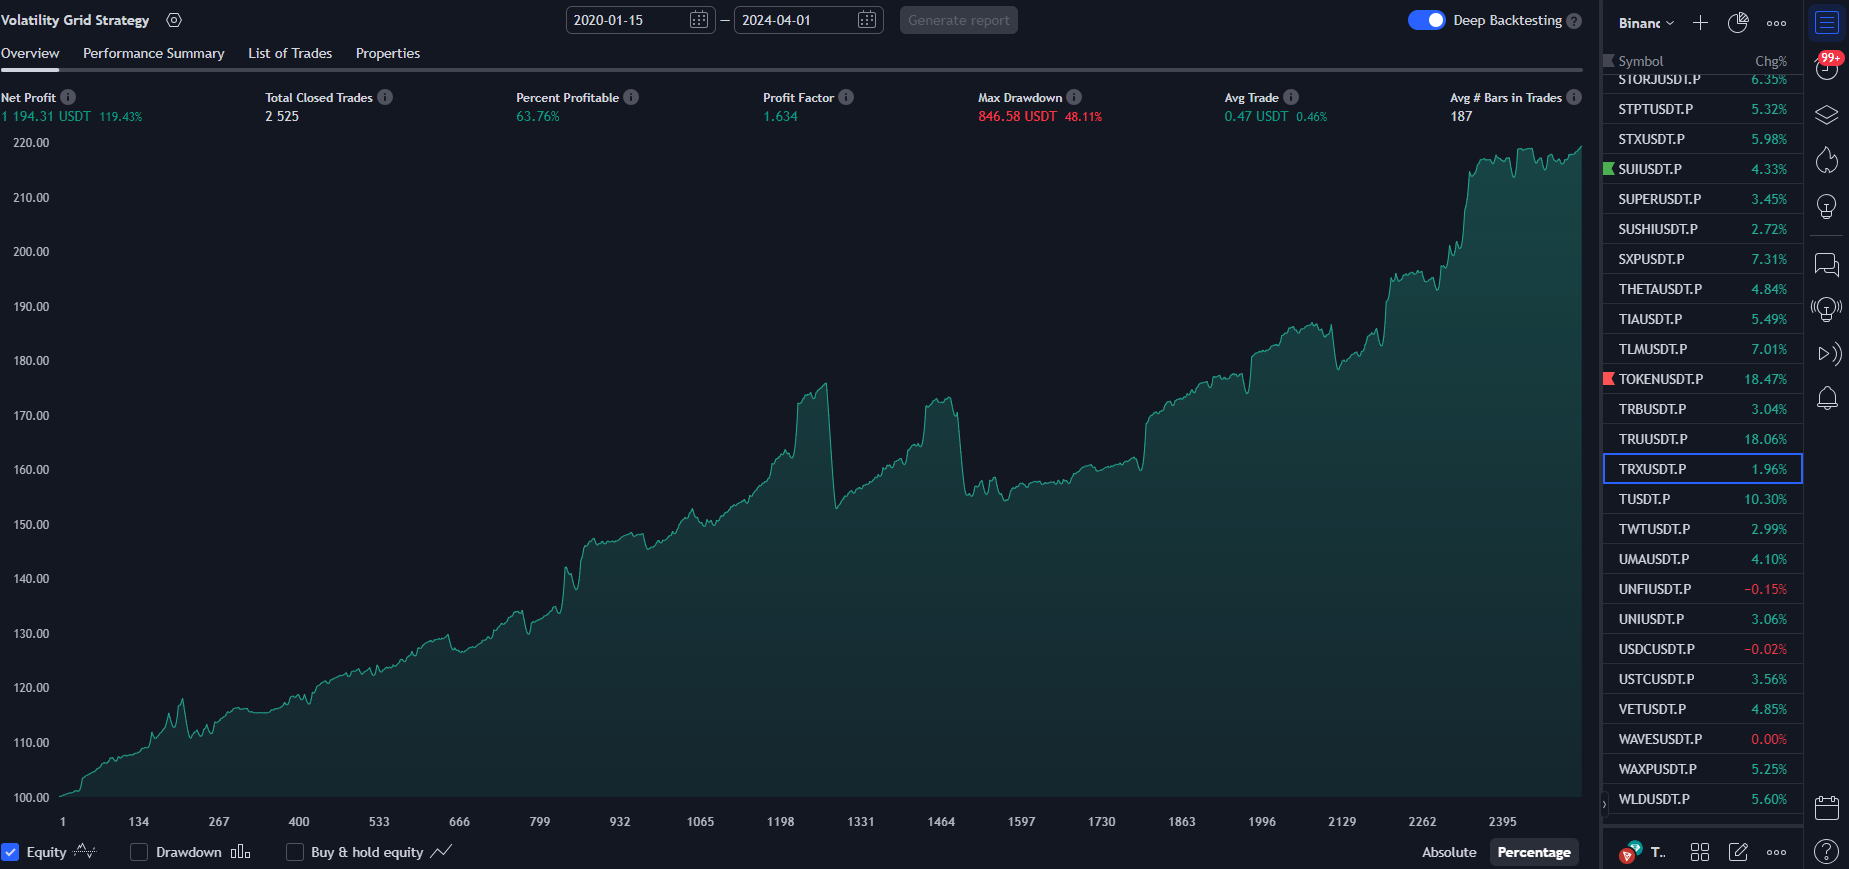 Volatility Grid Strategy
2020-01-15 – 2024-04-01
Generate report
Deep Backtesting
Overview Performance Summary List of Trades Properties
Net Profit
1 194.31 USDT 119.43%
Total Closed Trades
2 525
Percent Profitable
63.76%
Profit Factor
1.634
Max Drawdown
846.58 USDT 48.11%
Avg Trade
0.47 USDT 0.46%
Avg # Bars in Trades
187
220.00
210.00
200.00
190.00
180.00
170.00
160.00
150.00
140.00
130.00
120.00
110.00
100.00
1 134 267 400 533 666 799 932 1065 1198 1331 1464 1597 1730 1863 1996 2129 2262 2395
Equity Drawdown Buy & hold equity
Absolute Percentage
Binanc
99+
Symbol Chg%
STORJUSDT.P 6.35%
STPTUSDT.P 5.32%
STXUSDT.P 5.98%
SUIUSDT.P 4.33%
SUPERUSDT.P 3.45%
SUSHIUSDT.P 2.72%
SXPUSDT.P 7.31%
THETAUSDT.P 4.84%
TIAUSDT.P 5.49%
TLMUSDT.P 7.01%
TOKENUSDT.P 18.47%
TRBUSDT.P 3.04%
TRUUSDT.P 18.06%
TRXUSDT.P 1.96%
TUSDT.P 10.30%
TWTUSDT.P 2.99%
UMAUSDT.P 4.10%
UNFIUSDT.P −0.15%
UNIUSDT.P 3.06%
USDCUSDT.P −0.02%
USTCUSDT.P 3.56%
VETUSDT.P 4.85%
WAVESUSDT.P 0.00%
WAXPUSDT.P 5.25%
WLDUSDT.P 5.60%
T..